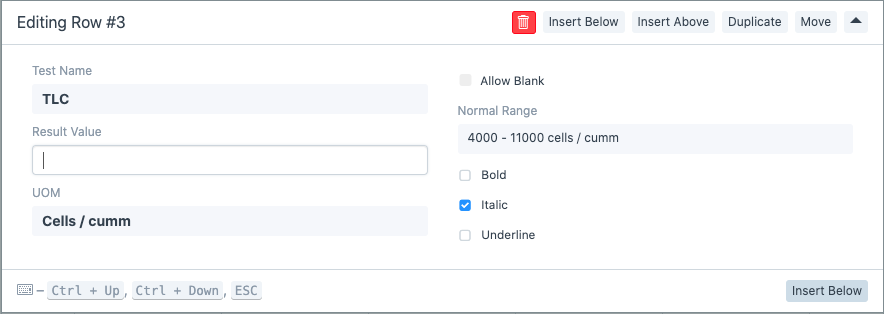 Editing Row #3
Insert Below Insert Above Duplicate Move
Test Name
TLC
Result Value
UOM
Cells / cumm
Allow Blank
Normal Range
4000 - 11000 cells / cumm
Bold
Italic
Underline
– Ctrl + Up, Ctrl + Down, ESC
Insert Below